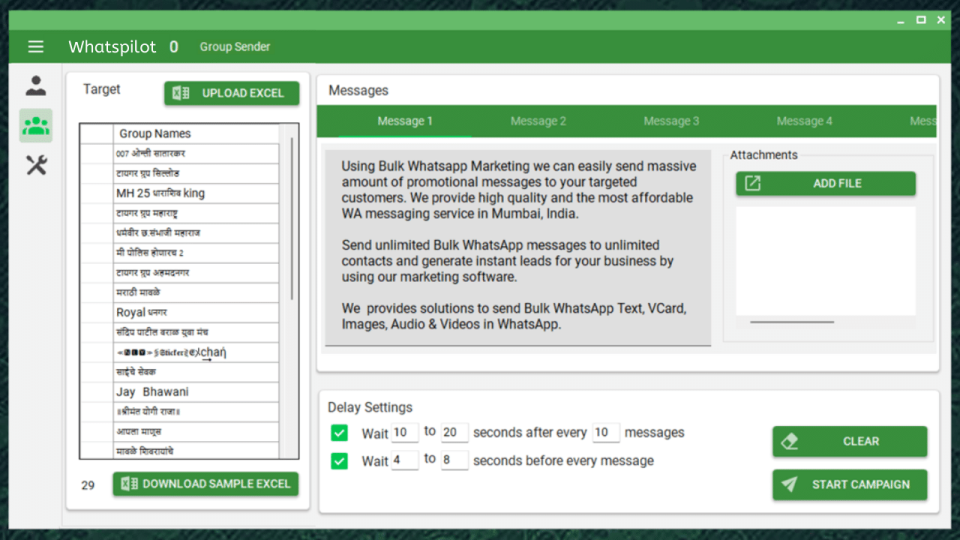 Whatspilot 0 Group Sender
Target
UPLOAD EXCEL
Group Names
007 ओन्ली सातारकर
टायगर ग्रुप सिल्लोड
MH 25 धाराशिव king
टायगर ग्रुप महाराष्ट्र
धर्मवीर छ.संभाजी महाराज
मी पोलिस होणारच 2
टायगर ग्रुप अहमदनगर
मराठी मावळे
Royal धनगर
संदिप पाटील बराळ युवा मंच
साईचे सेवक
Jay Bhawani
॥श्रीमंत योगी राजा॥
आपला माणूस
मावळे शिवरायांचे
29
DOWNLOAD SAMPLE EXCEL
Messages
Message 1 Message 2 Message 3 Message 4 Mess
Using Bulk Whatsapp Marketing we can easily send massive
amount of promotional messages to your targeted
customers. We provide high quality and the most affordable
WA messaging service in Mumbai, India.
Send unlimited Bulk WhatsApp messages to unlimited
contacts and generate instant leads for your business by
using our marketing software.
We provides solutions to send Bulk WhatsApp Text, VCard,
Images, Audio & Videos in WhatsApp.
Attachments
ADD FILE
Delay Settings
Wait 10 to 20 seconds after every 10 messages
Wait 4 to 8 seconds before every message
CLEAR
START CAMPAIGN